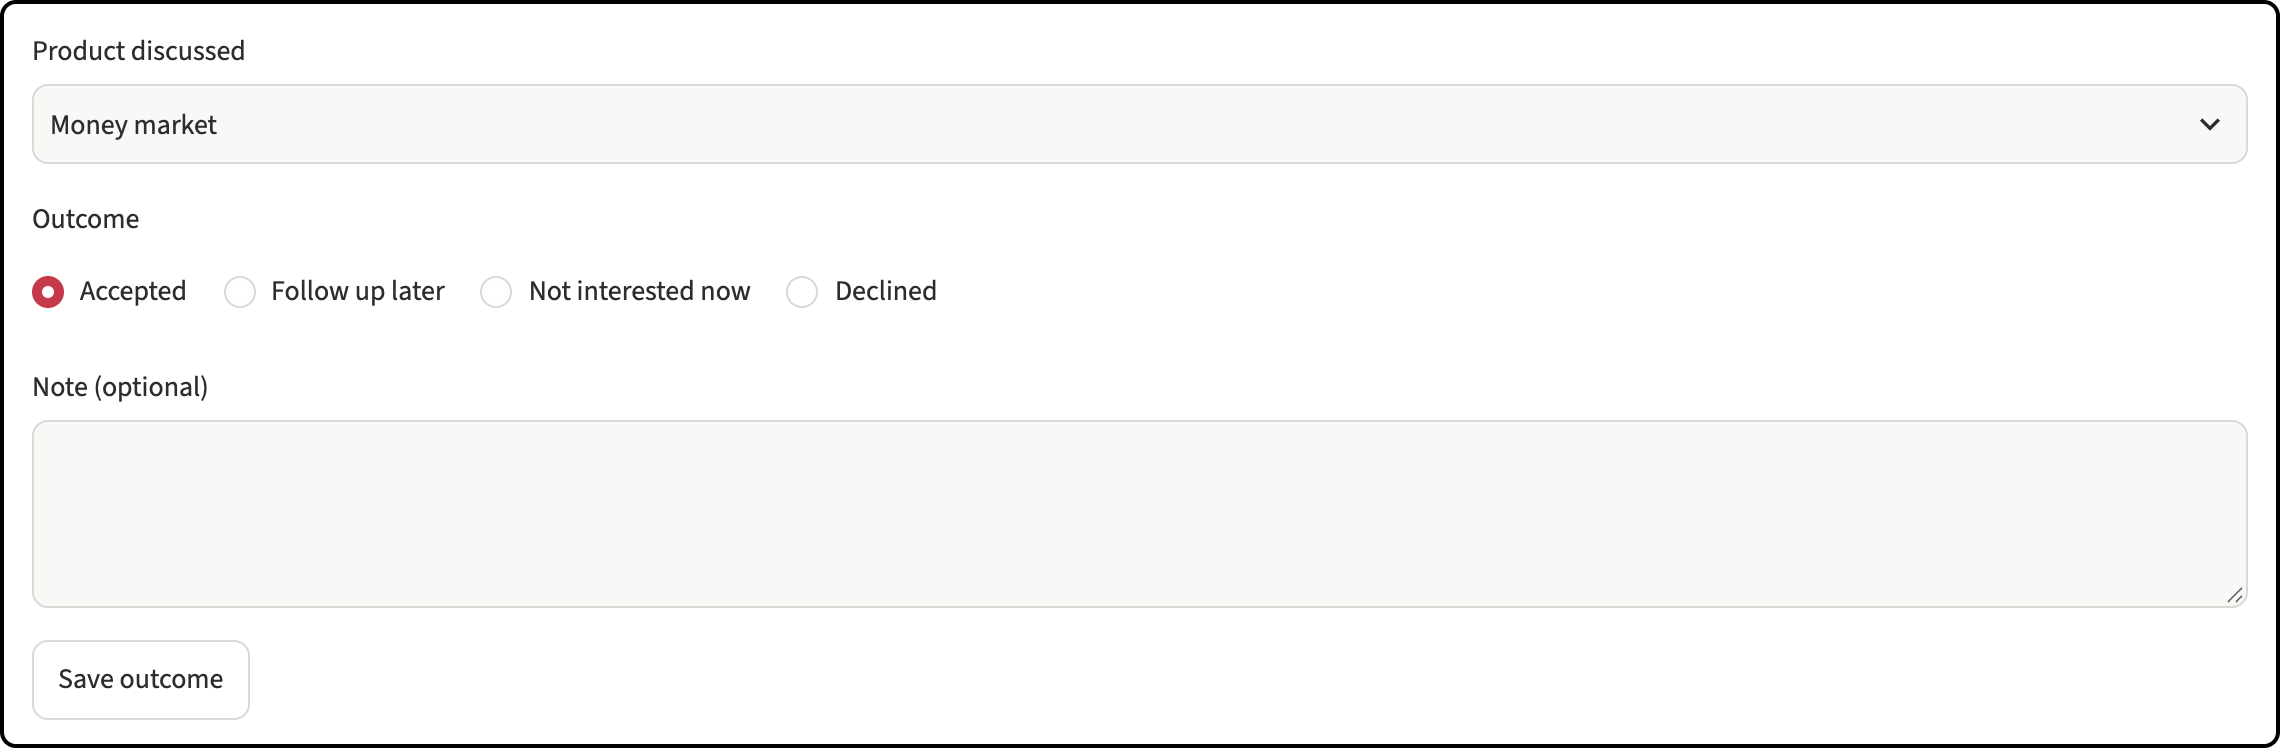 Product discussed
Money market
Outcome
Accepted Follow up later Not interested now Declined
Note (optional)
Save outcome